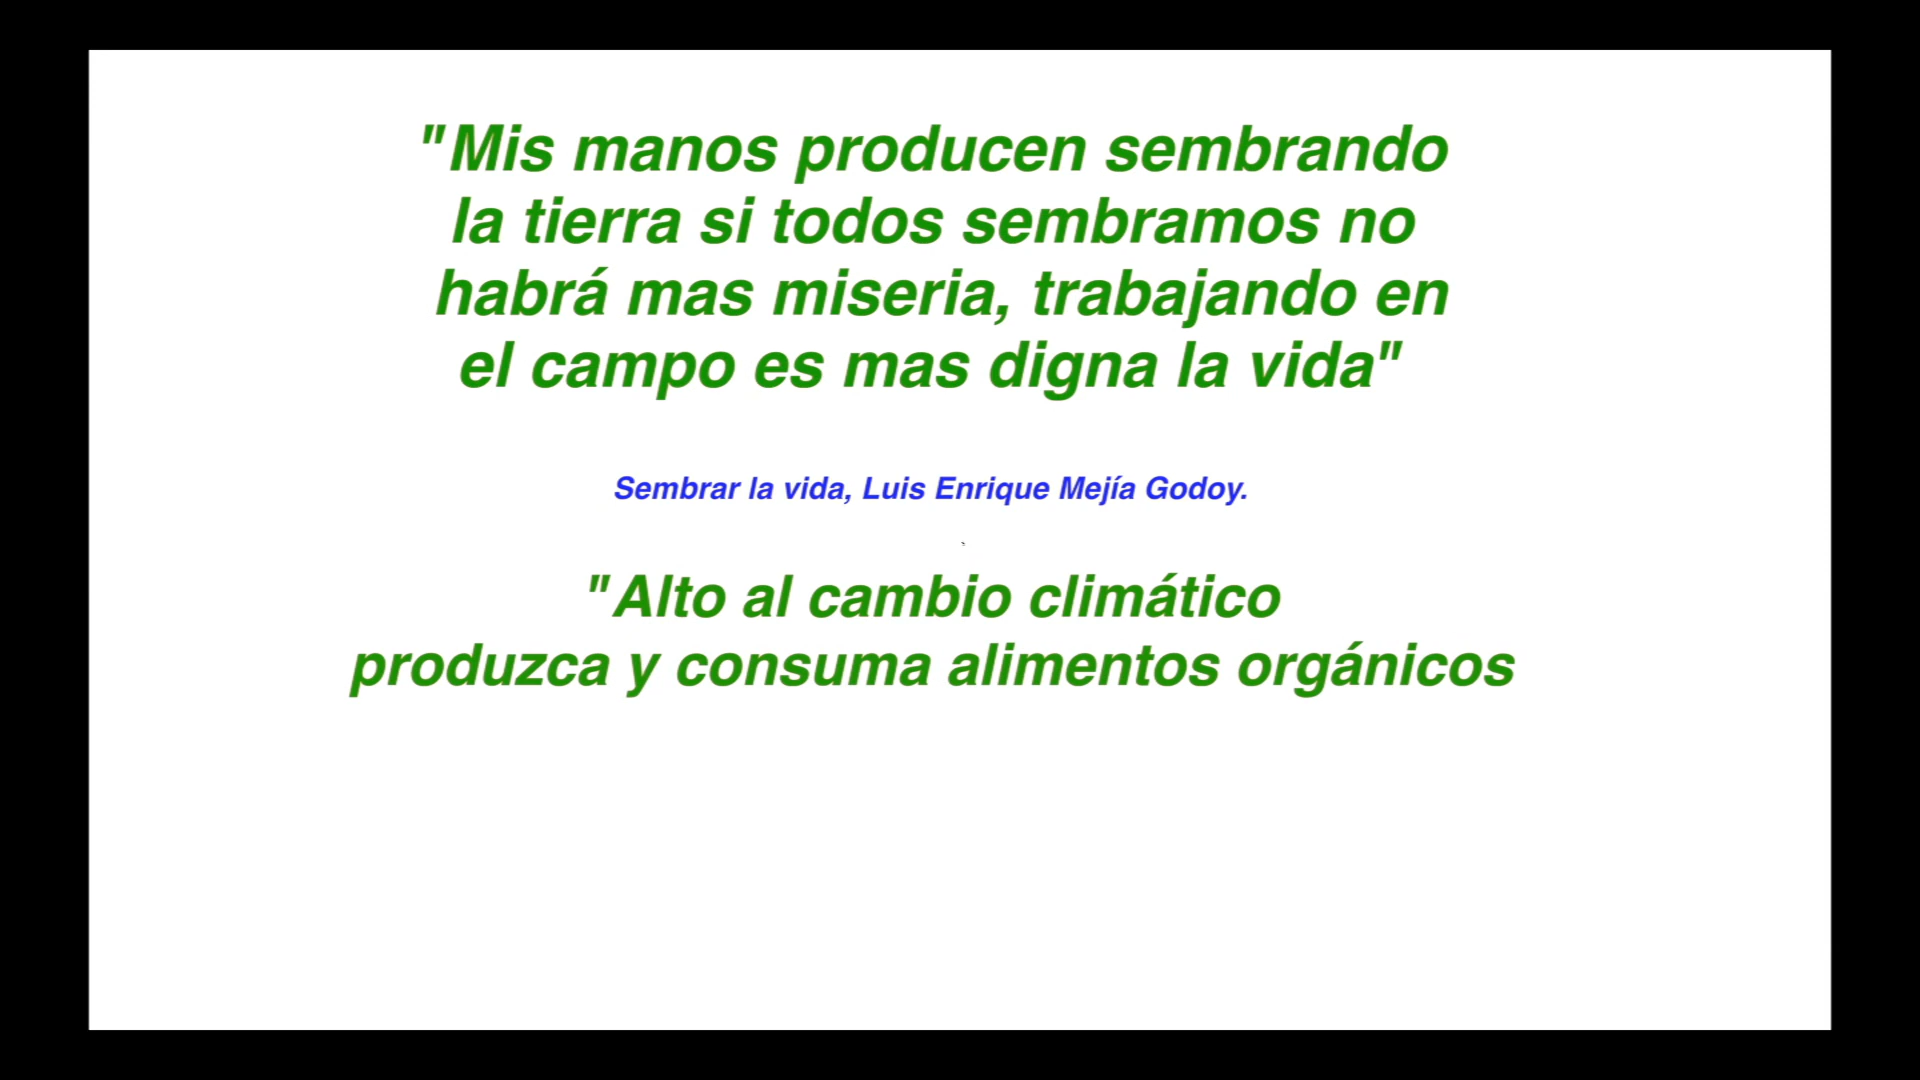 "Mis manos producen sembrando
la tierra si todos sembramos no
habrá mas miseria, trabajando en
el campo es mas digna la vida"
Sembrar la vida, Luis Enrique Mejía Godoy.
"Alto al cambio climático
produzca y consuma alimentos orgánicos